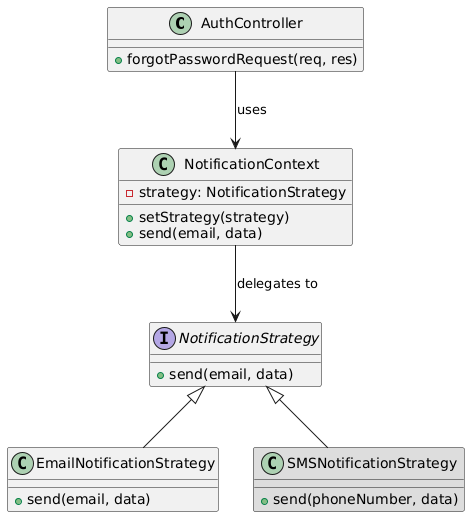 C AuthController
forgotPasswordRequest(req, res)
uses
C NotificationContext
strategy: NotificationStrategy
setStrategy(strategy)
send(email, data)
delegates to
I NotificationStrategy
send(email, data)
C EmailNotificationStrategy
send(email, data)
C SMSNotificationStrategy
send(phoneNumber, data)